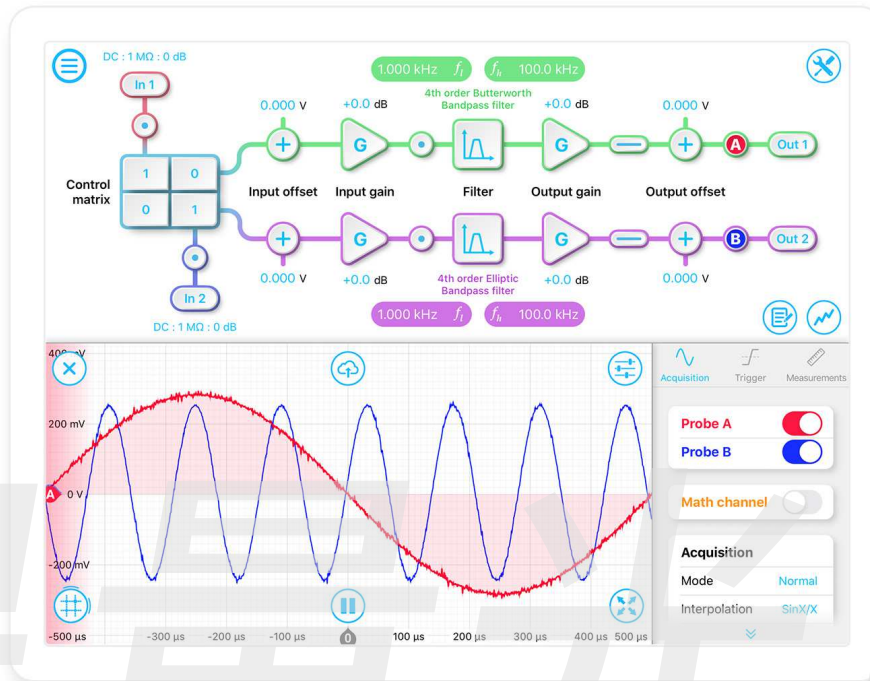 DC : 1 MΩ : 0 dB
In 1
1.000 kHz fl
fh 100.0 kHz
4th order Butterworth
Bandpass filter
0.000 V
+0.0 dB
+0.0 dB
0.000 V
G
G
A
Out 1
Control
matrix
1 0
0 1
Input offset
Input gain
Filter
Output gain
Output offset
G
G
B
Out 2
0.000 V
+0.0 dB
4th order Elliptic
Bandpass filter
+0.0 dB
0.000 V
In 2
1.000 kHz fl
fh 100.0 kHz
DC : 1 MΩ : 0 dB
200 mV
A 0 V
-200 mV
-500 µs
-300 µs
-200 µs
-100 µs
0
100 µs
200 µs
300 µs
400 µs
500 µs
Acquisition
Trigger
Measurements
Probe A
Probe B
Math channel
Acquisition
Mode Normal
Interpolation SinX/X